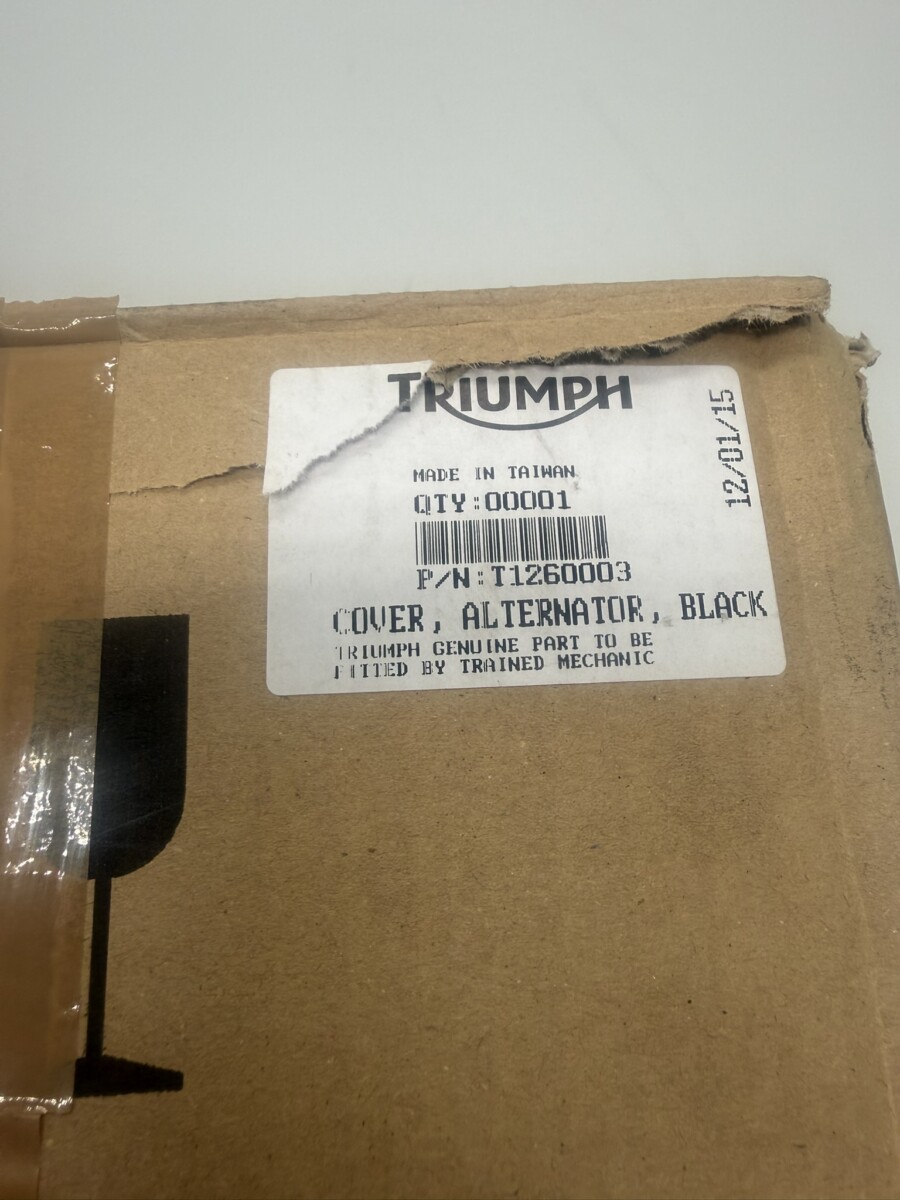 TRIUMPH
12/01/15
MADE IN TAIWAN
QTY:00001
P/N:T1260003
COVER, ALTERNATOR, BLACK
TRIUMPH GENUINE PART TO BE
FITTED BY TRAINED MECHANIC